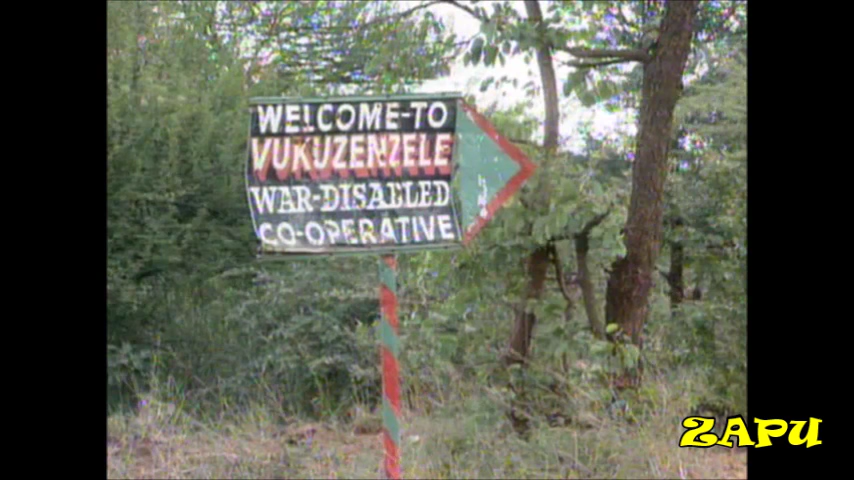 WELCOME-TO
VUKUZENZELE
WAR-DISABLED
CO-OPERATIVE
ZAPU